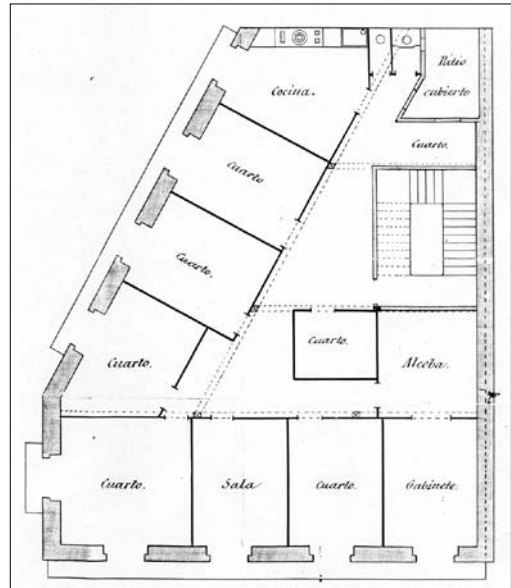 Patio
cubierto
Cocina.
Cuarto.
Cuarto
Cuarto.
Cuarto.
Cuarto.
Alcoba.
Cuarto.
Sala
Cuarto.
Gabinete.